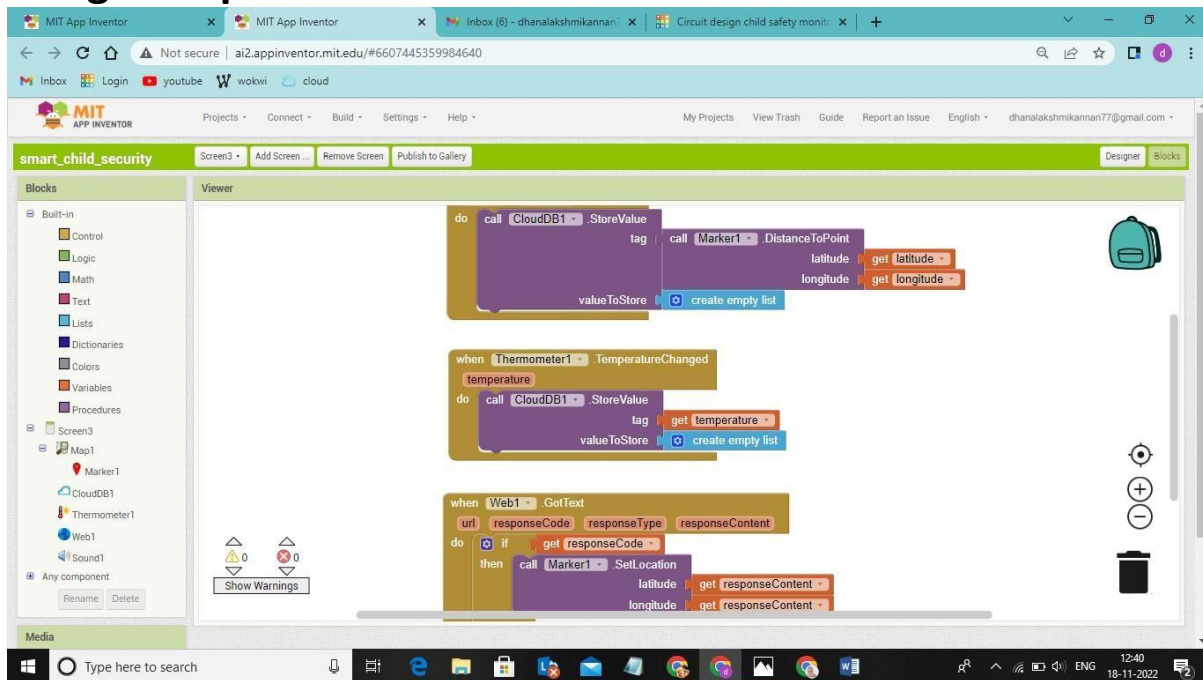 MIT App Inventor
MIT App Inventor
Inbox (6) - dhanalakshmikannan7
Circuit design child safety monito
Not secure | ai2.appinventor.mit.edu/#6607445359984640
d
Inbox Login youtube wokwi cloud
MIT
APP INVENTOR
Projects Connect Build Settings Help My Projects View Trash Guide Report an Issue English dhanalakshmikannan77@gmail.com
smart_child_security Screen3 Add Screen ... Remove Screen Publish to Gallery Designer Blocks
Blocks Viewer
Built-in
Control
Logic
Math
Text
Lists
Dictionaries
Colors
Variables
Procedures
Screen3
Map1
Marker1
CloudDB1
Thermometer1
Web1
Sound1
Any component
Rename Delete
Media
do call CloudDB1 .StoreValue
tag call Marker1 .DistanceToPoint
latitude get latitude
longitude get longitude
valueToStore create empty list
when Thermometer1 .TemperatureChanged
temperature
do call CloudDB1 .StoreValue
tag get temperature
valueToStore create empty list
when Web1 .GotText
url responseCode responseType responseContent
do if get responseCode
then call Marker1 .SetLocation
latitude get responseContent
longitude get responseContent
0 0
Show Warnings
Type here to search
ENG
12:40
18-11-2022
2